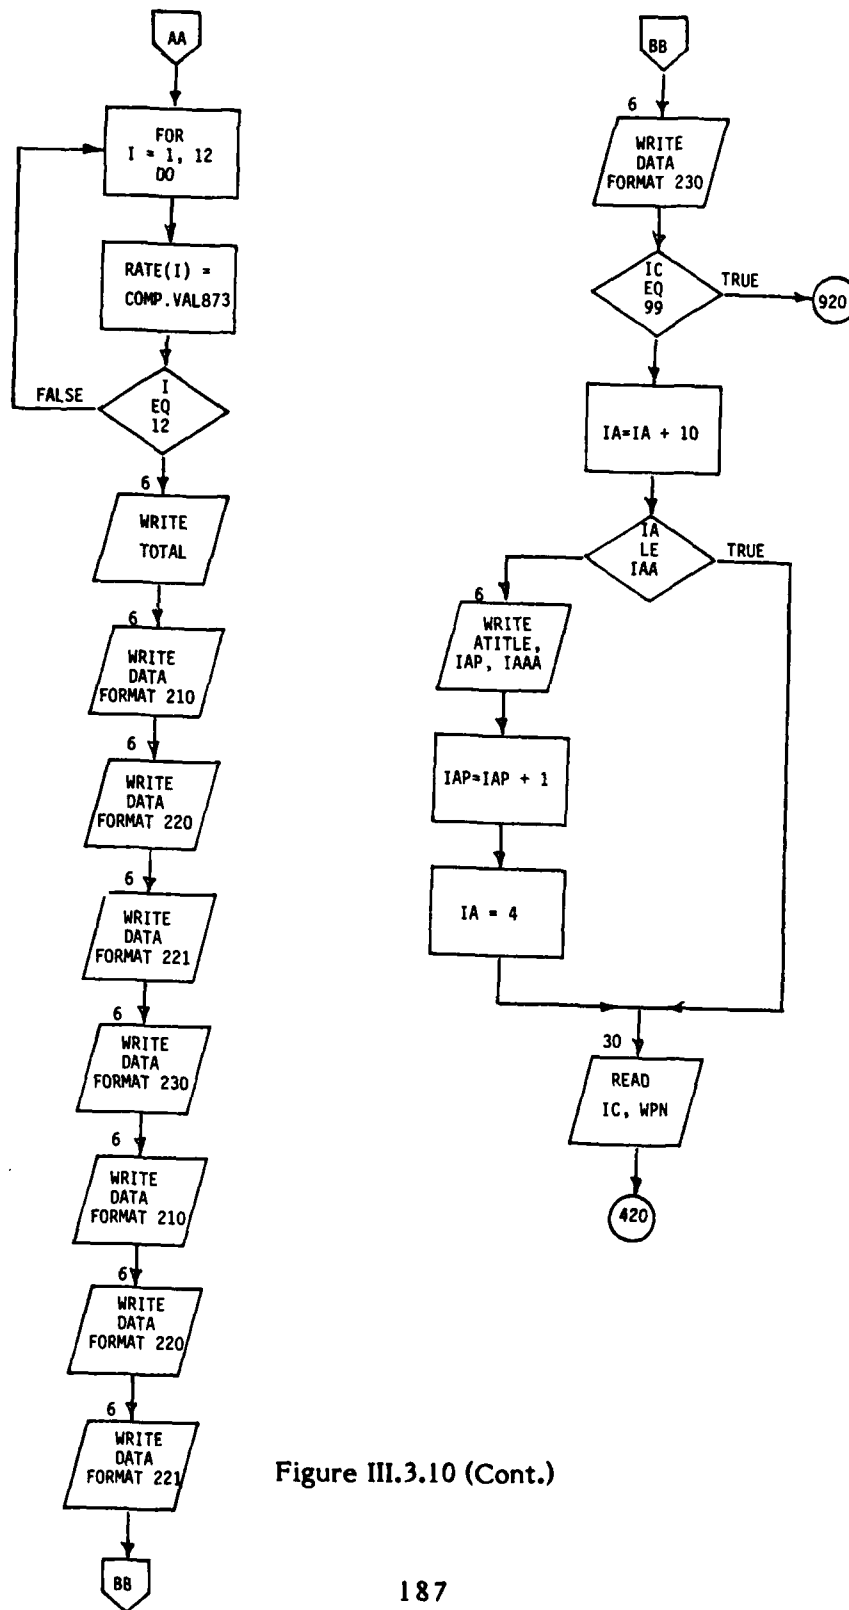 AA
FOR
I = 1, 12
DO
RATE(I) =
COMP.VAL873
FALSE
I
EQ
12
6
WRITE
TOTAL
6
WRITE
DATA
FORMAT 210
6
WRITE
DATA
FORMAT 220
6
WRITE
DATA
FORMAT 221
6
WRITE
DATA
FORMAT 230
6
WRITE
DATA
FORMAT 210
6
WRITE
DATA
FORMAT 220
6
WRITE
DATA
FORMAT 221
BB
BB
6
WRITE
DATA
FORMAT 230
IC
EQ
99
TRUE
920
IA=IA + 10
IA
LE
IAA
TRUE
6
WRITE
ATITLE,
IAP, IAAA
IAP=IAP + 1
IA = 4
30
READ
IC, WPN
420
Figure III.3.10 (Cont.)
187